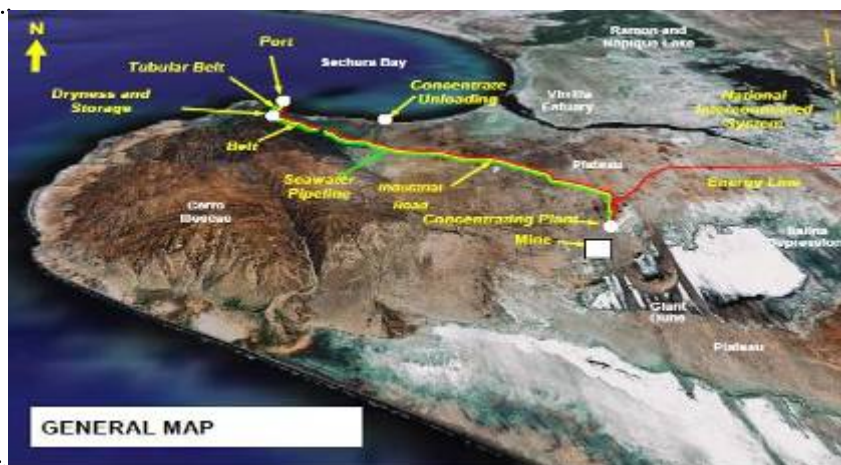 N
Port
Sechura Bay
Ramon and
Ñapique Lake
Tubular Belt
Dryness and
Storage
Concentrate
Unloading
Virrila
Estuary
National
Interconnected
System
Belt
Seawater
Pipeline
Industrial
Road
Plateau
Energy Line
Cerro
Illescas
Concentrating Plant
Mine
Salina
Depression
Giant
Dune
Plateau
GENERAL MAP